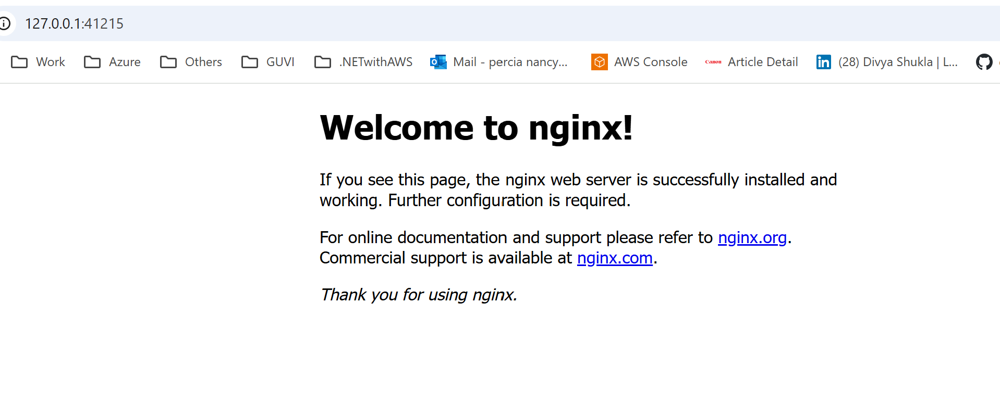 127.0.0.1:41215
Work Azure Others GUVI .NETwithAWS Mail - percia nancy... AWS Console Canon Article Detail (28) Divya Shukla | L...
Welcome to nginx!
If you see this page, the nginx web server is successfully installed and
working. Further configuration is required.
For online documentation and support please refer to nginx.org.
Commercial support is available at nginx.com.
Thank you for using nginx.